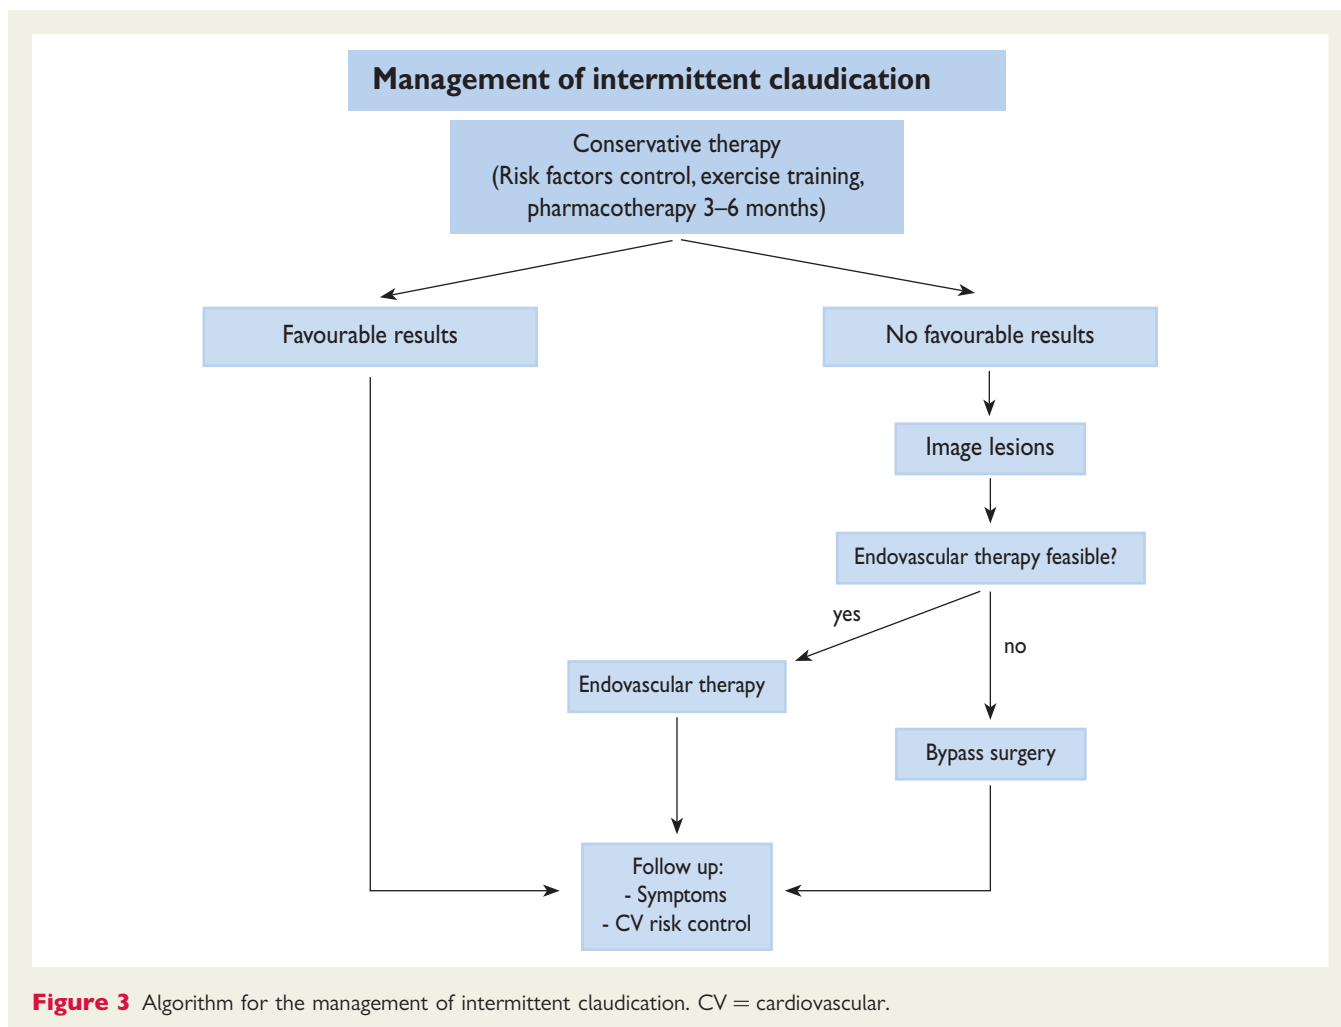 Management of intermittent claudication
Conservative therapy
(Risk factors control, exercise training,
pharmacotherapy 3–6 months)
Favourable results
No favourable results
Image lesions
Endovascular therapy feasible?
yes
no
Endovascular therapy
Bypass surgery
Follow up:
- Symptoms
- CV risk control
Figure 3 Algorithm for the management of intermittent claudication. CV = cardiovascular.